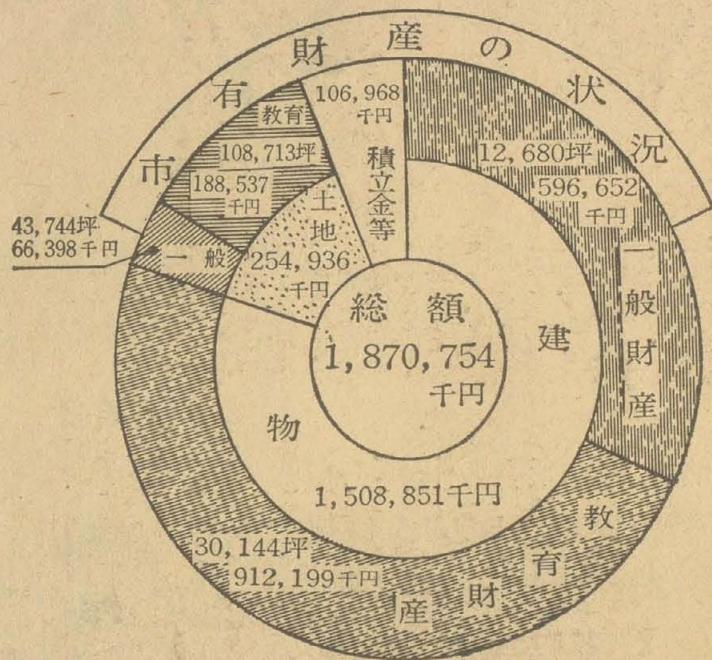 市有財産の状況
総額
1,870,754
千円
建物
1,508,851千円
一般財産
12,680坪
596,652
千円
教育財産
30,144坪
912,199千円
土地
254,936
千円
一般
43,744坪
66,398千円
教育
108,713坪
188,537
千円
積立金等
106,968
千円